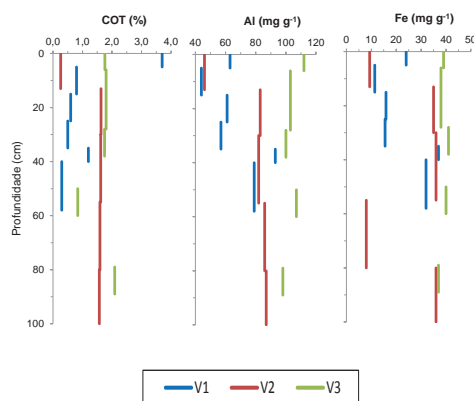 COT (%)
0,0 1,0 2,0 3,0 4,0
Al (mg g-1)
40 60 80 100 120
Fe (mg g-1)
0 10 20 30 40 50
Profundidade (cm)
0
20
40
60
80
100
V1 V2 V3